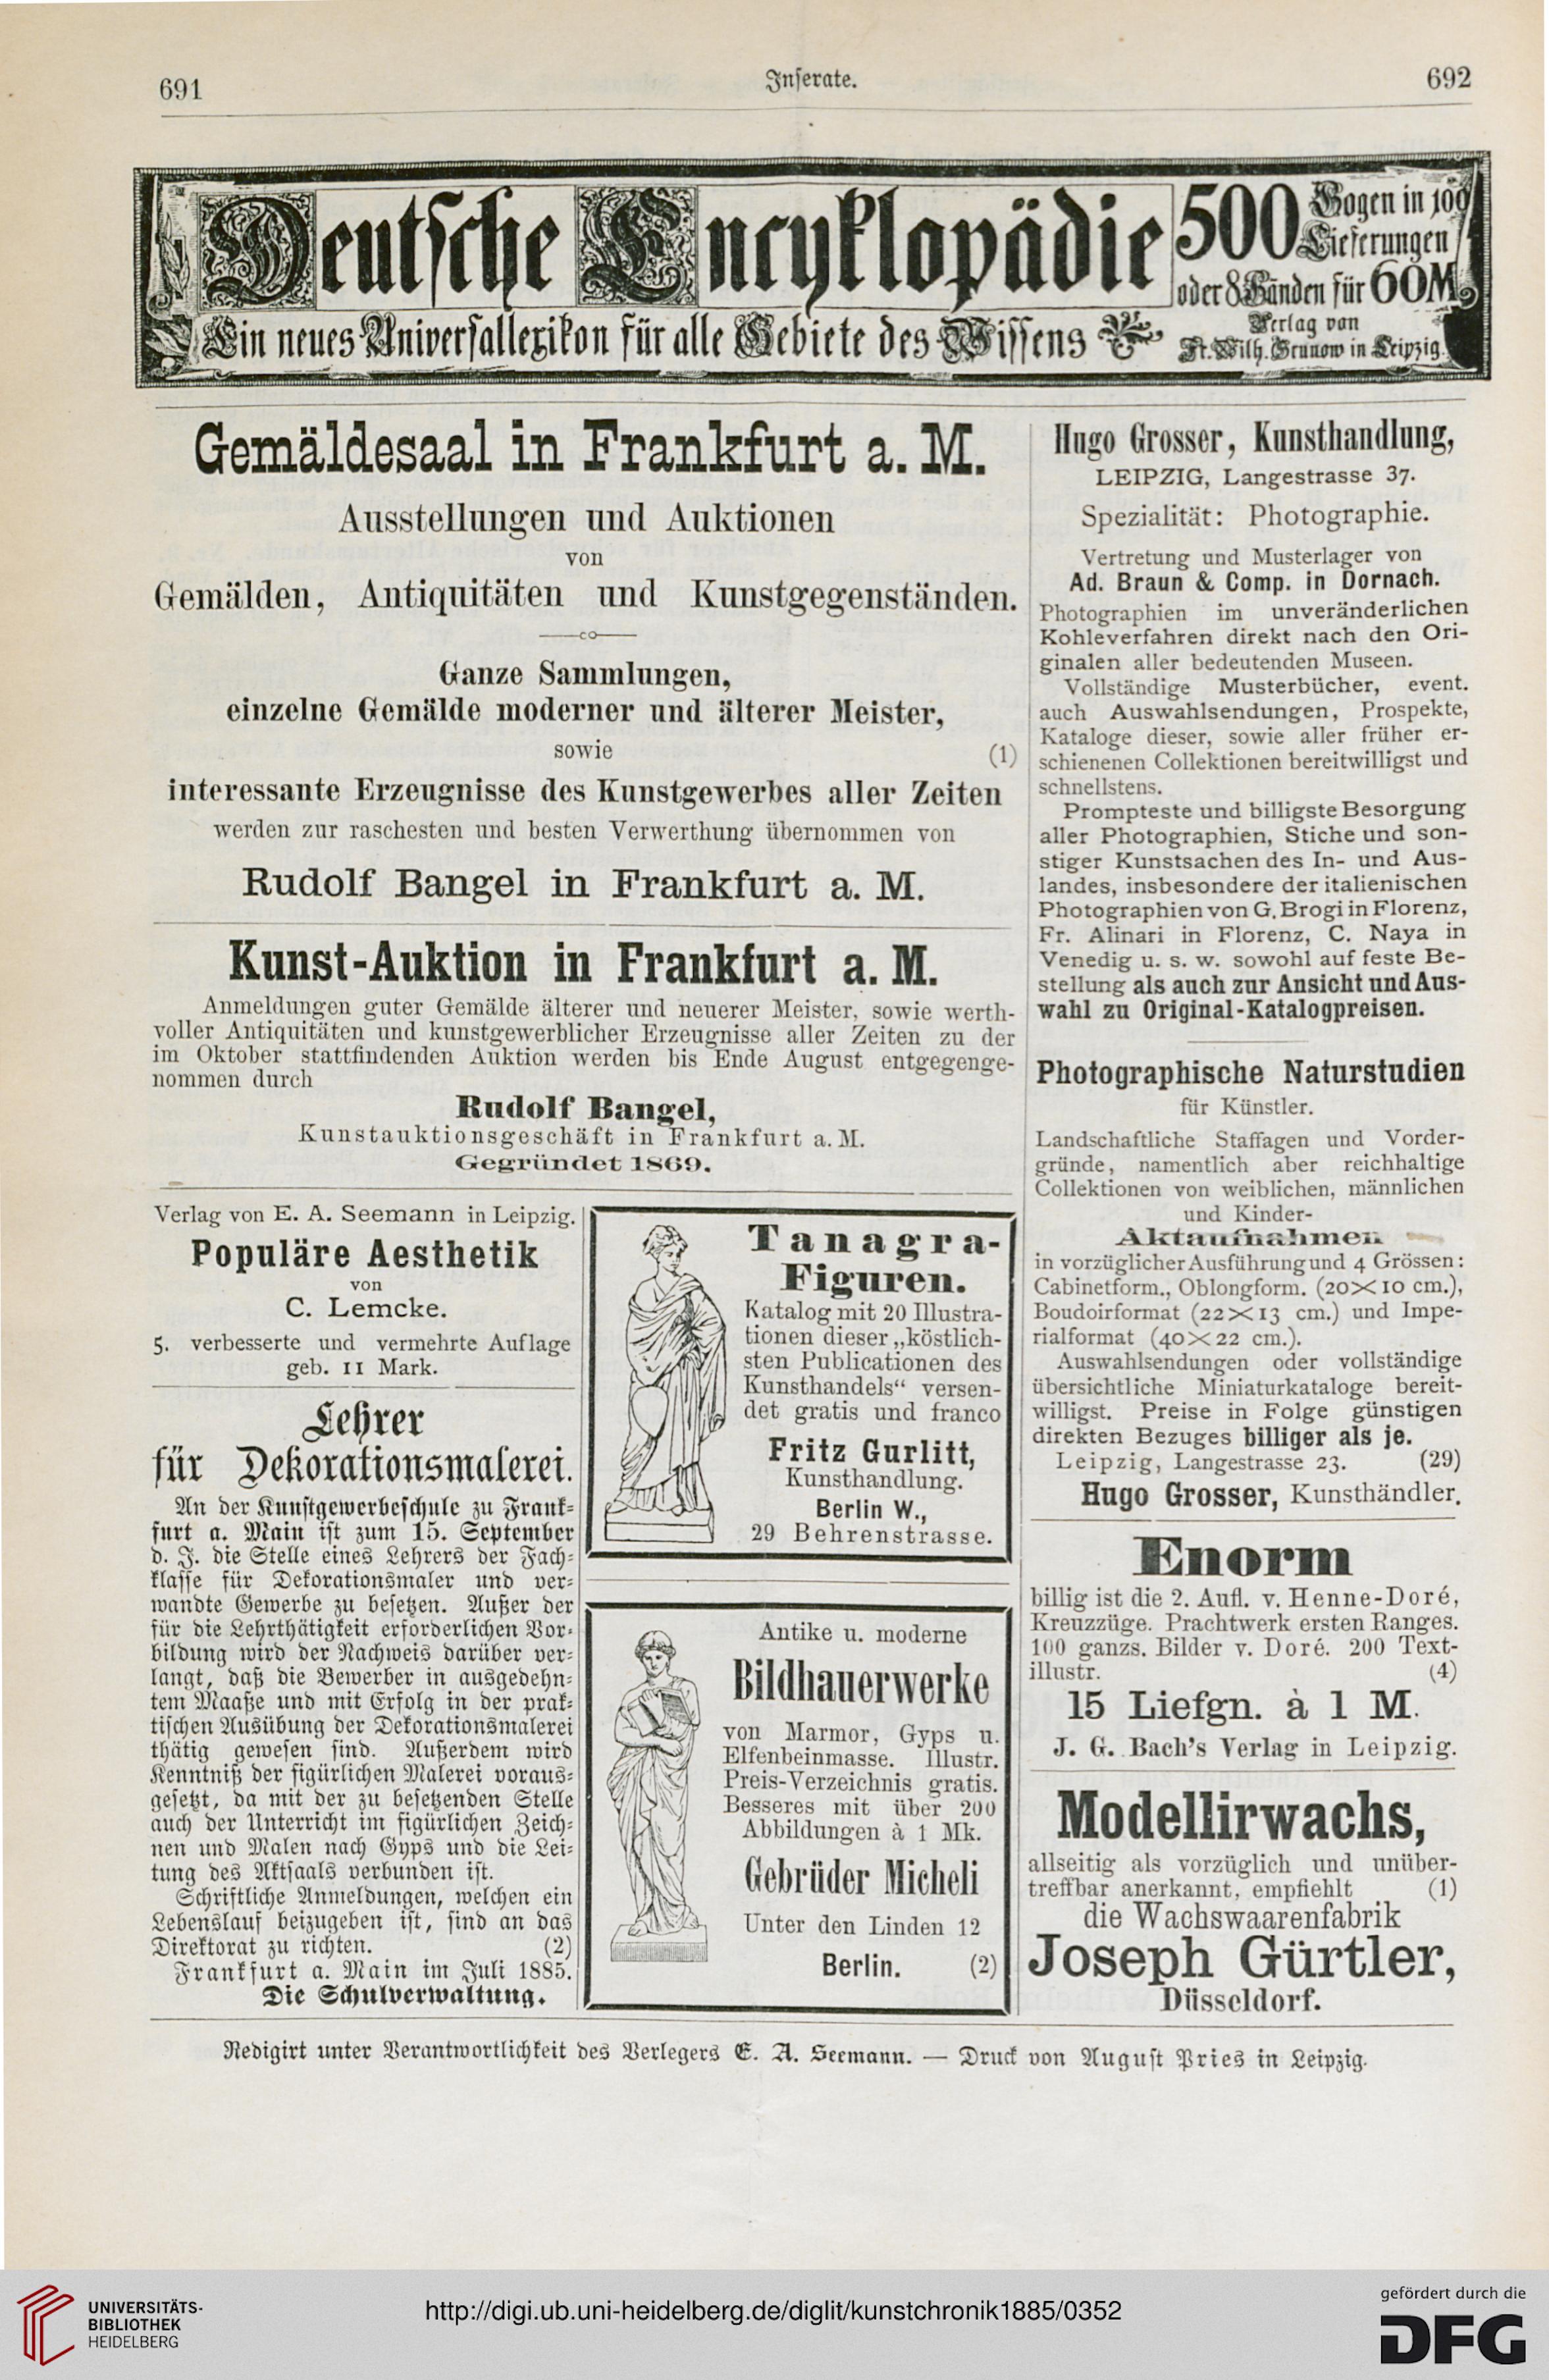 691
Inserate.
692
Deutsche Encyklopädie
500 Bogen in 100
Lieferungen
oder 8 Bänden für 60 M.
Ein neues Universallexikon für alle Gebiete des Wissens
Verlag von
Fr. Wilh. Grunow in Leipzig.
Gemäldesaal in Frankfurt a. M.
Ausstellungen und Auktionen
von
Gemälden, Antiquitäten und Kunstgegenständen.
Ganze Sammlungen,
einzelne Gemälde moderner und älterer Meister,
sowie (1)
interessante Erzeugnisse des Kunstgewerbes aller Zeiten
werden zur raschesten und besten Verwerthung übernommen von
Rudolf Bangel in Frankfurt a. M.
Kunst-Auktion in Frankfurt a. M.
Anmeldungen guter Gemälde älterer und neuerer Meister, sowie werth-
voller Antiquitäten und kunstgewerblicher Erzeugnisse aller Zeiten zu der
im Oktober stattfindenden Auktion werden bis Ende August entgegenge-
nommen durch
Rudolf Bangel,
Kunstauktionsgeschäft in Frankfurt a. M.
Gegründet 1869.
Verlag von E. A. Seemann in Leipzig.
Populäre Aesthetik
von
C. Lemcke.
5. verbesserte und vermehrte Auflage
geb. 11 Mark.
Lehrer
für Dekorationsmalerei.
An der Kunstgewerbeschule zu Frank-
furt a. Main ist zum 15. September
d. J. die Stelle eines Lehrers der Fach-
klasse für Dekorationsmaler und ver-
wandte Gewerbe zu besetzen. Außer der
für die Lehrthätigkeit erforderlichen Vor-
bildung wird der Nachweis darüber ver-
langt, daß die Bewerber in ausgedehn-
tem Maaße und mit Erfolg in der prak-
tischen Ausübung der Dekorationsmalerei
thätig gewesen sind. Außerdem wird
Kenntniß der figürlichen Malerei voraus-
gesetzt, da mit der zu besetzenden Stelle
auch der Unterricht im figürlichen Zeich-
nen und Malen nach Gyps und die Lei-
tung des Aktsaals verbunden ist.
Schriftliche Anmeldungen, welchen ein
Lebenslauf beizugeben ist, sind an das
Direktorat zu richten. (2)
Frankfurt a. Main im Juli 1885.
Die Schulverwaltung.
Tanagra-
Figuren.
Katalog mit 20 Illustra-
tionen dieser „köstlich-
sten Publicationen des
Kunsthandels“ versen-
det gratis und franco
Fritz Gurlitt,
Kunsthandlung.
Berlin W.,
29 Behrenstrasse.
Antike u. moderne
Bildhauerwerke
von Marmor, Gyps u.
Elfenbeinmasse. Illustr.
Preis-Verzeichnis gratis.
Besseres mit über 200
Abbildungen à 1 Mk.
Gebrüder Micheli
Unter den Linden 12
Berlin. (2)
Hugo Grosser, Kunsthandlung,
LEIPZIG, Langestrasse 37.
Spezialität: Photographie.
Vertretung und Musterlager von
Ad. Braun & Comp. in Dornach.
Photographien im unveränderlichen
Kohleverfahren direkt nach den Ori-
ginalen aller bedeutenden Museen.
Vollständige Musterbücher, event.
auch Auswahlsendungen, Prospekte,
Kataloge dieser, sowie aller früher er-
schienenen Collektionen bereitwilligst und
schnellstens.
Prompteste und billigste Besorgung
aller Photographien, Stiche und son-
stiger Kunstsachen des In- und Aus-
landes, insbesondere der italienischen
Photographien von G. Brogi in Florenz,
Fr. Alinari in Florenz, C. Naya in
Venedig u. s. w. sowohl auf feste Be-
stellung als auch zur Ansicht und Aus-
wahl zu Original-Katalogpreisen.
Photographische Naturstudien
für Künstler.
Landschaftliche Staffagen und Vorder-
gründe, namentlich aber reichhaltige
Collektionen von weiblichen, männlichen
und Kinder-
Aktaufnahmen
in vorzüglicher Ausführung und 4 Grössen:
Cabinetform., Oblongform. (20×10 cm.),
Boudoirformat (22×13 cm.) und Impe-
rialformat (40×22 cm.).
Auswahlsendungen oder vollständige
übersichtliche Miniaturkataloge bereit-
willigst. Preise in Folge günstigen
direkten Bezuges billiger als je.
Leipzig, Langestrasse 23. (29)
Hugo Grosser, Kunsthändler.
Enorm
billig ist die 2. Aufl. v. Henne-Doré,
Kreuzzüge. Prachtwerk ersten Ranges.
100 ganzs. Bilder v. Doré. 200 Text-
illustr. (4)
15 Liefgn. à 1 M.
J. G. Bach's Verlag in Leipzig.
Modellirwachs,
allseitig als vorzüglich und unüber-
treffbar anerkannt, empfiehlt (1)
die Wachswaarenfabrik
Joseph Gürtler,
Düsseldorf.
Redigirt unter Verantwortlichkeit des Verlegers E. A. Seemann. — Druck von August Pries in Leipzig.
UNIVERSITÄTS-
BIBLIOTHEK
HEIDELBERG
http://digi.ub.uni-heidelberg.de/diglit/kunstchronik1885/0352
gefördert durch die
DFG